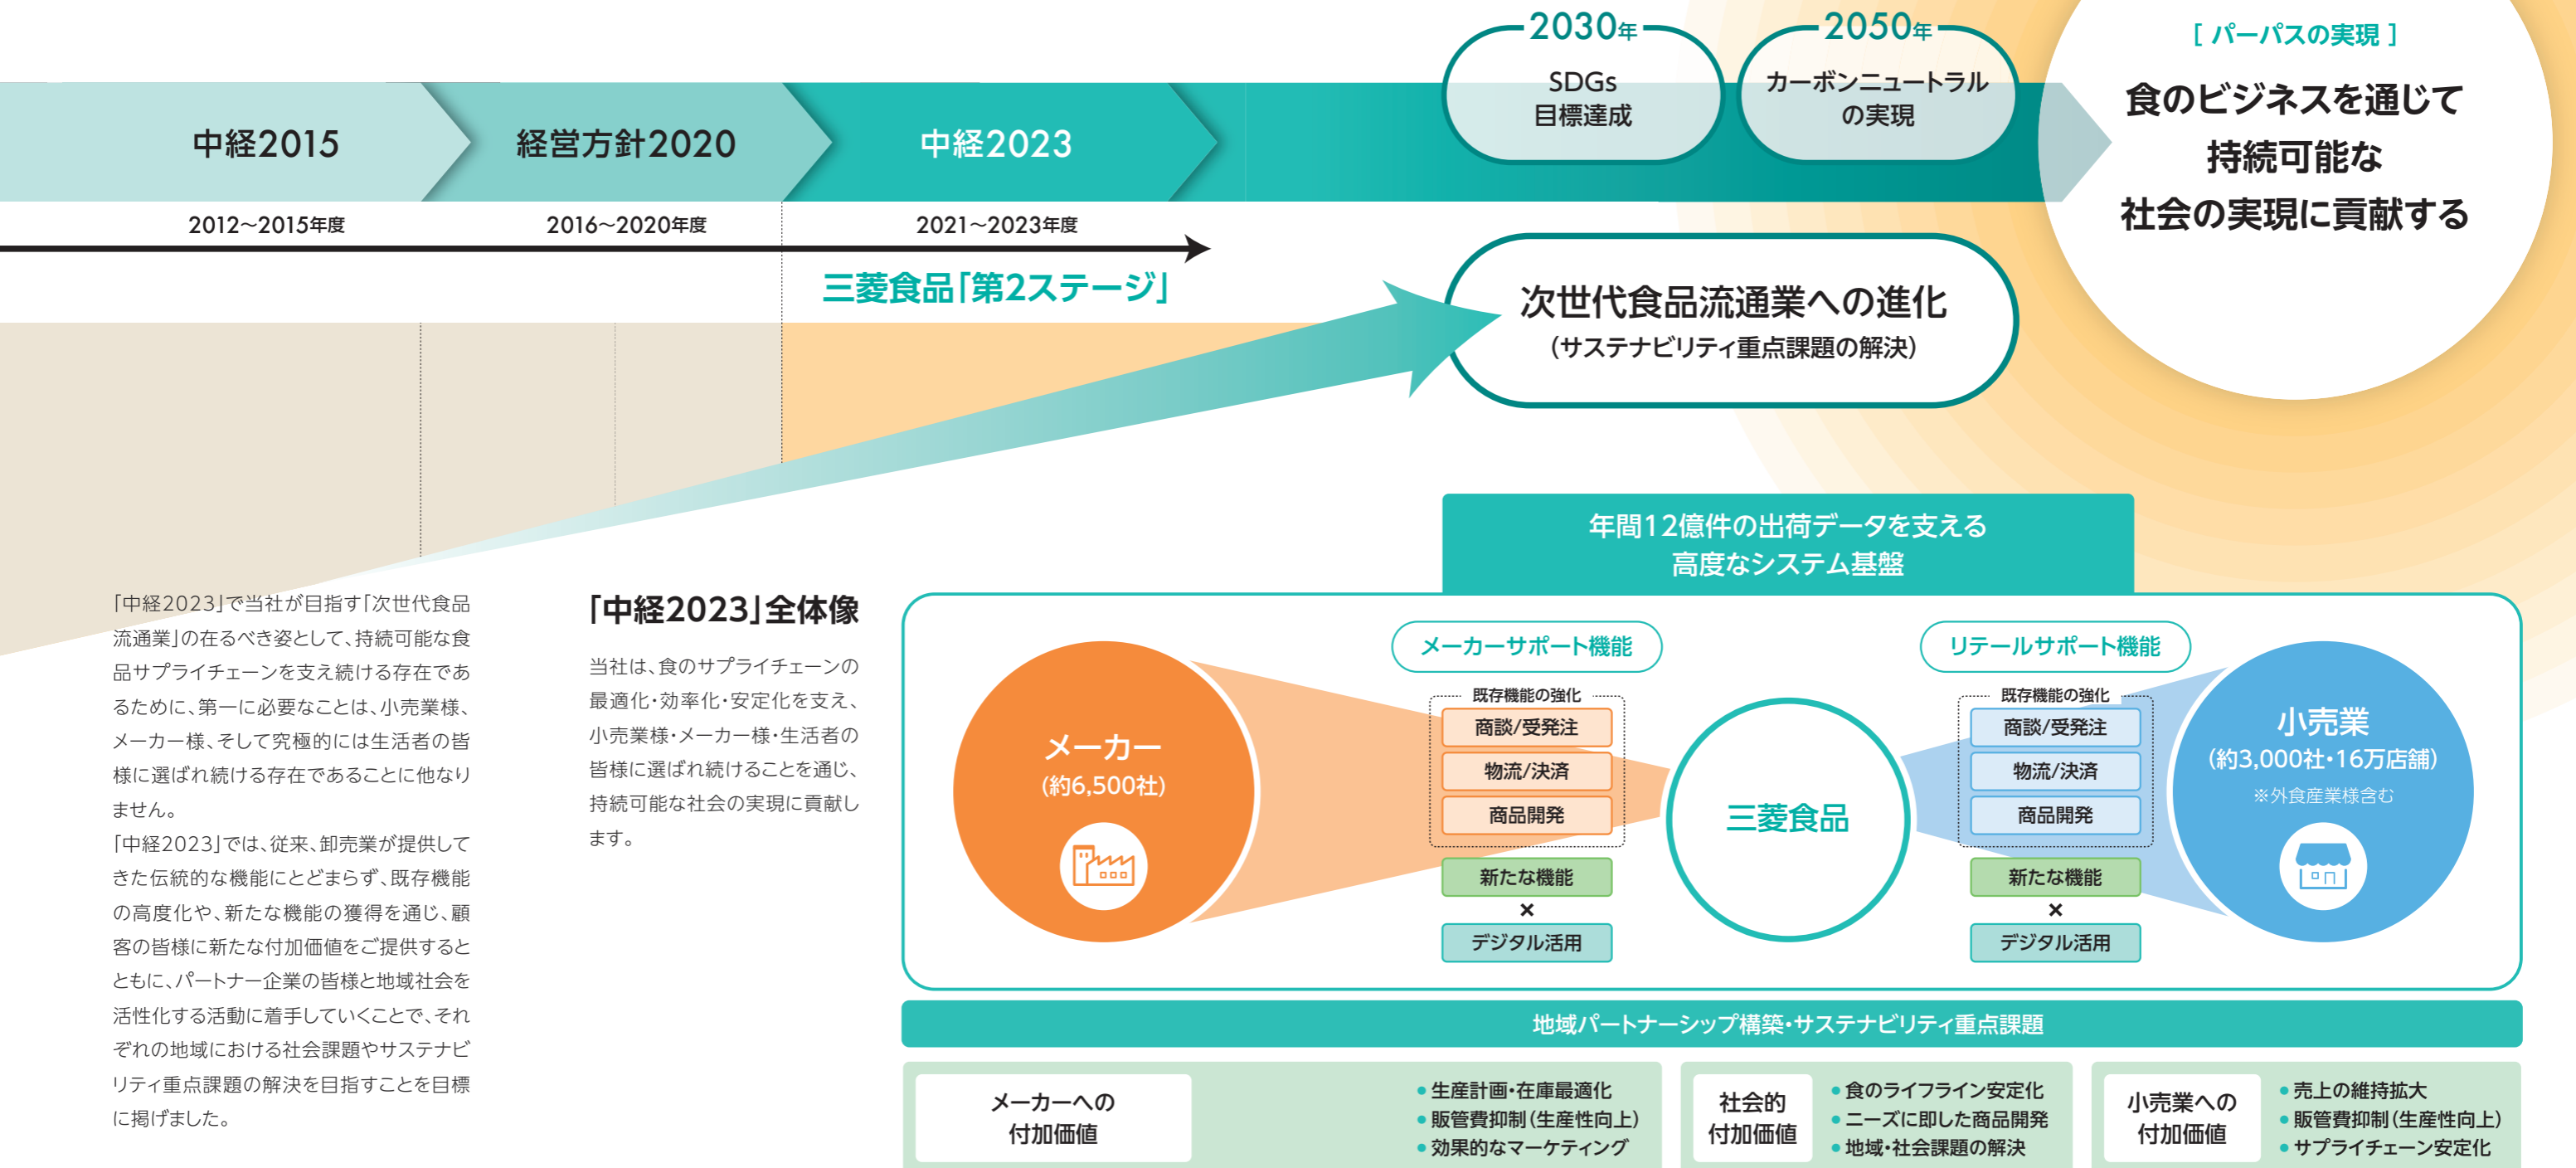 2030年
SDGs
目標達成
2050年
カーボンニュートラル
の実現
[ パーパスの実現 ]
食のビジネスを通じて
持続可能な
社会の実現に貢献する
中経2015
経営方針2020
中経2023
2012～2015年度
2016～2020年度
2021～2023年度
三菱食品「第2ステージ」
次世代食品流通業への進化
(サステナビリティ重点課題の解決)
「中経2023」で当社が目指す「次世代食品
流通業」の在るべき姿として、持続可能な食
品サプライチェーンを支え続ける存在であ
るために、第一に必要なことは、小売業様、
メーカー様、そして究極的には生活者の皆
様に選ばれ続ける存在であることに他なり
ません。
「中経2023」では、従来、卸売業が提供して
きた伝統的な機能にとどまらず、既存機能
の高度化や、新たな機能の獲得を通じ、顧
客の皆様に新たな付加価値をご提供すると
ともに、パートナー企業の皆様と地域社会を
活性化する活動に着手していくことで、それ
ぞれの地域における社会課題やサステナビ
リティ重点課題の解決を目指すことを目標
に掲げました。
「中経2023」全体像
当社は、食のサプライチェーンの
最適化・効率化・安定化を支え、
小売業様・メーカー様・生活者の
皆様に選ばれ続けることを通じ、
持続可能な社会の実現に貢献し
ます。
年間12億件の出荷データを支える
高度なシステム基盤
メーカー
(約6,500社)
メーカーサポート機能
既存機能の強化
商談/受発注
物流/決済
商品開発
新たな機能
×
デジタル活用
三菱食品
リテールサポート機能
既存機能の強化
商談/受発注
物流/決済
商品開発
新たな機能
×
デジタル活用
小売業
(約3,000社・16万店舗)
※外食産業様含む
地域パートナーシップ構築・サステナビリティ重点課題
メーカーへの
付加価値
●生産計画・在庫最適化
●販管費抑制(生産性向上)
●効果的なマーケティング
社会的
付加価値
●食のライフライン安定化
●ニーズに即した商品開発
●地域・社会課題の解決
小売業への
付加価値
●売上の維持拡大
●販管費抑制(生産性向上)
●サプライチェーン安定化